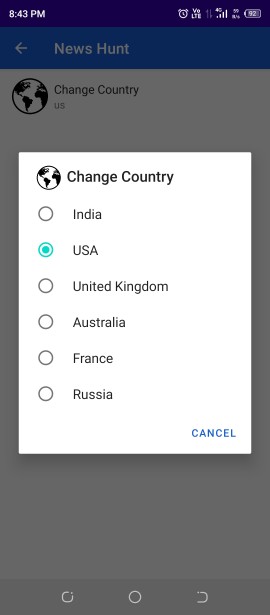 8:43 PM
Vo LTE 4G 92
News Hunt
Change Country
us
Change Country
India
USA
United Kingdom
Australia
France
Russia
CANCEL